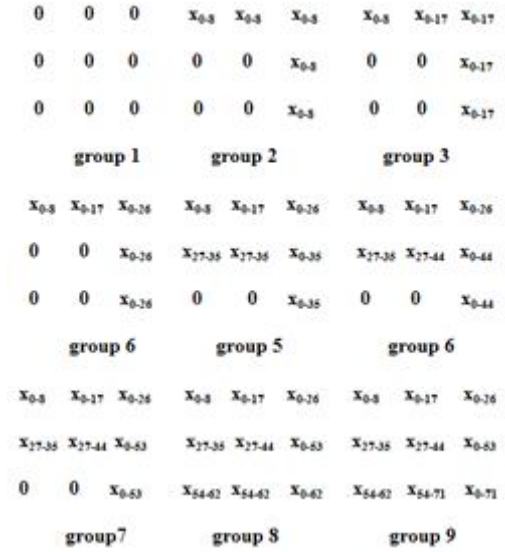 0 0 0 x0-8 x0-8 x0-8 x0-8 x0-17 x0-17
0 0 0 0 0 x0-8 0 0 x0-17
0 0 0 0 0 x0-8 0 0 x0-17
group 1 group 2 group 3
x0-8 x0-17 x0-26 x0-8 x0-17 x0-26 x0-8 x0-17 x0-26
0 0 x0-26 x27-35 x27-35 x0-35 x27-35 x27-44 x0-44
0 0 x0-26 0 0 x0-35 0 0 x0-44
group 6 group 5 group 6
x0-8 x0-17 x0-26 x0-8 x0-17 x0-26 x0-8 x0-17 x0-26
x27-35 x27-44 x0-53 x27-35 x27-44 x0-53 x27-35 x27-44 x0-53
0 0 x0-53 x54-62 x54-62 x0-62 x54-62 x54-71 x0-71
group7 group 8 group 9